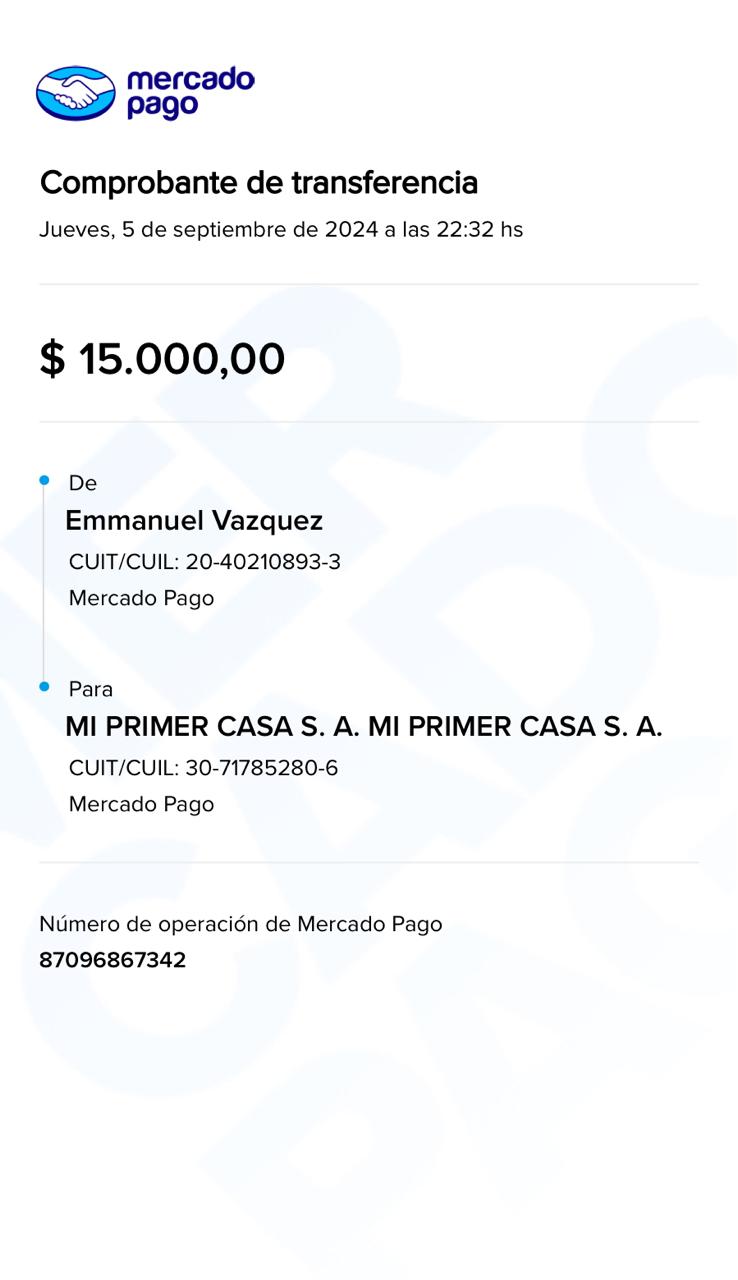 mercado
pago
Comprobante de transferencia
Jueves, 5 de septiembre de 2024 a las 22:32 hs
$ 15.000,00
De
Emmanuel Vazquez
CUIT/CUIL: 20-40210893-3
Mercado Pago
Para
MI PRIMER CASA S. A. MI PRIMER CASA S. A.
CUIT/CUIL: 30-71785280-6
Mercado Pago
Número de operación de Mercado Pago
87096867342
MERCADO
PAGO